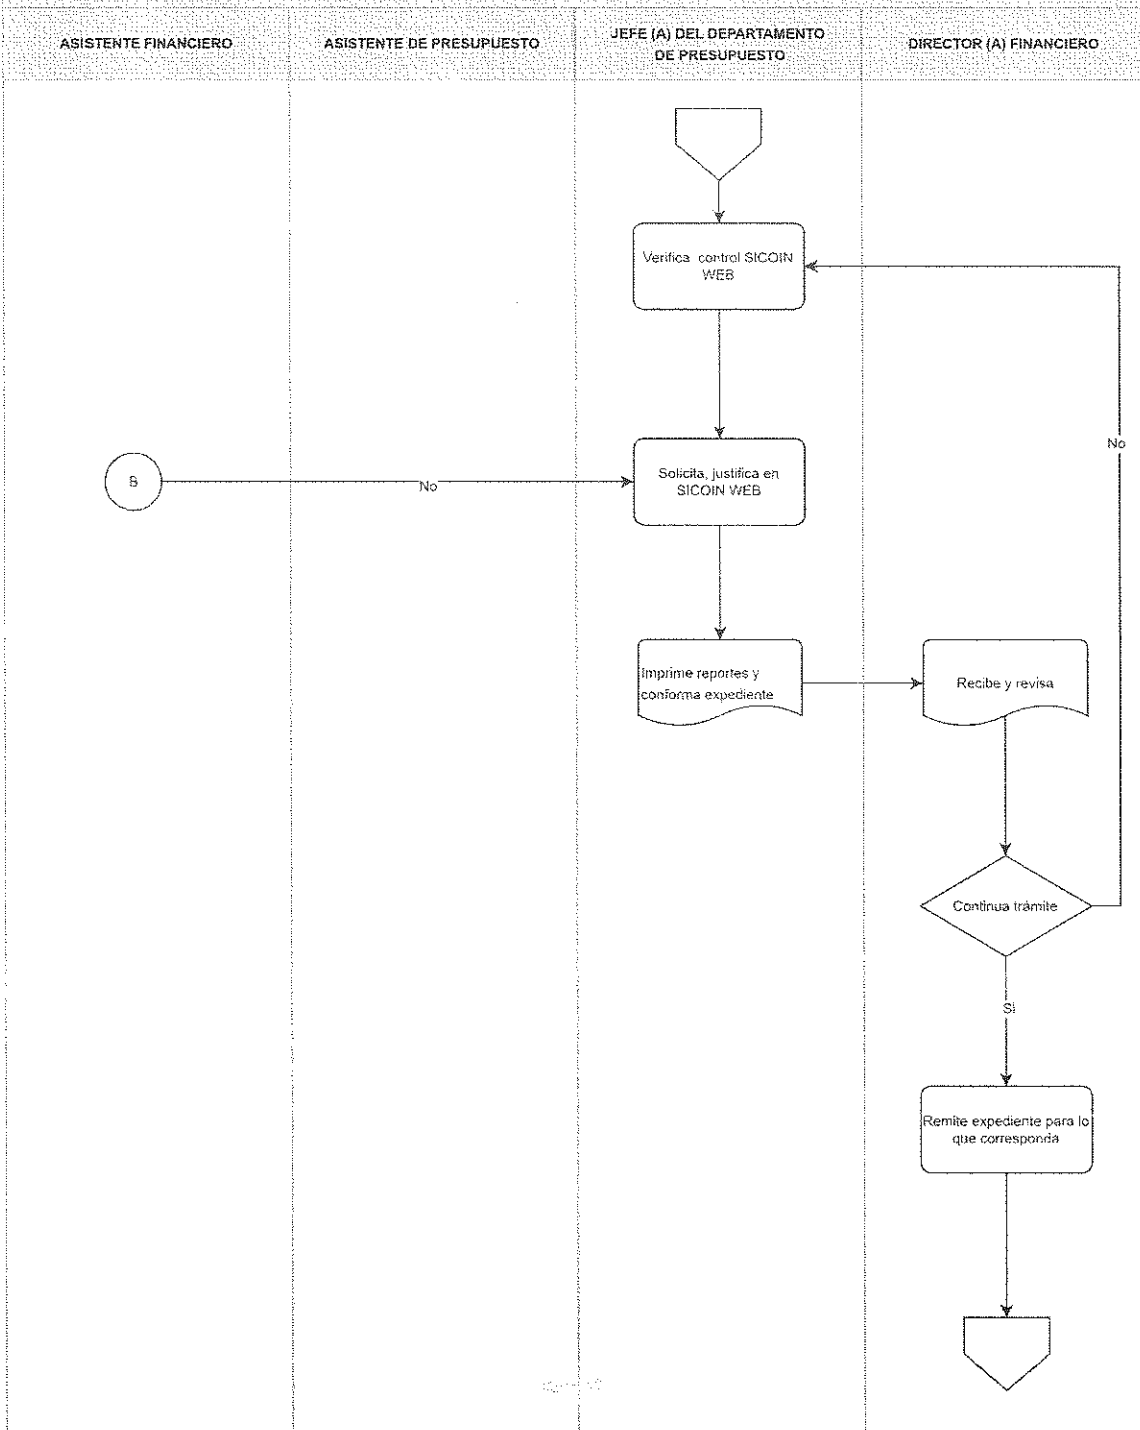 ASISTENTE FINANCIERO
ASISTENTE DE PRESUPUESTO
JEFE (A) DEL DEPARTAMENTO
DE PRESUPUESTO
DIRECTOR (A) FINANCIERO
Verifica control SICOIN
WEB
No
B
No
Solicita, justifica en
SICOIN WEB
Imprime reportes y
conforma expediente
Recibe y revisa
Continua trámite
Si
Remite expediente para lo
que corresponda